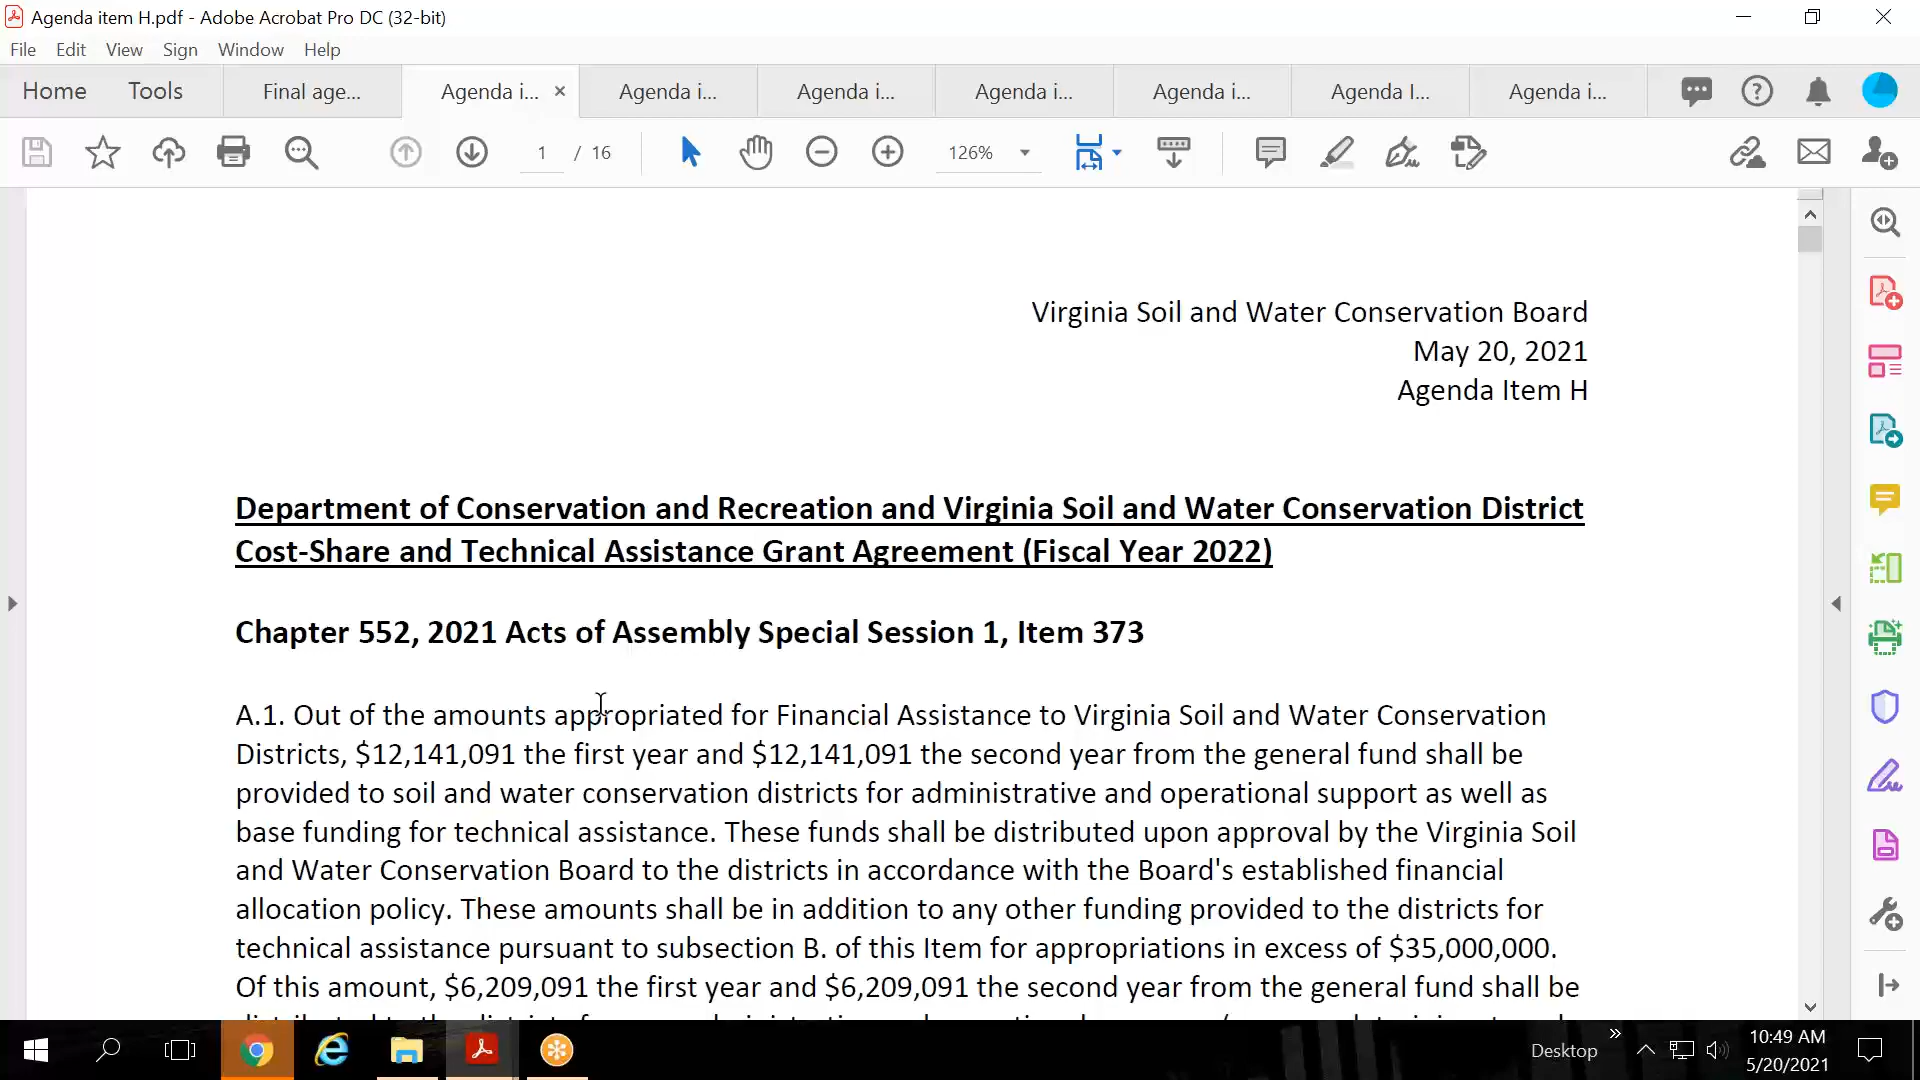 Agenda item H.pdf - Adobe Acrobat Pro DC (32-bit)
File Edit View Sign Window Help
Home Tools Final age... Agenda i... × Agenda i... Agenda i... Agenda i... Agenda i... Agenda I... Agenda i...
1 / 16 126%
Virginia Soil and Water Conservation Board
May 20, 2021
Agenda Item H
Department of Conservation and Recreation and Virginia Soil and Water Conservation District
Cost-Share and Technical Assistance Grant Agreement (Fiscal Year 2022)
Chapter 552, 2021 Acts of Assembly Special Session 1, Item 373
A.1. Out of the amounts appropriated for Financial Assistance to Virginia Soil and Water Conservation
Districts, $12,141,091 the first year and $12,141,091 the second year from the general fund shall be
provided to soil and water conservation districts for administrative and operational support as well as
base funding for technical assistance. These funds shall be distributed upon approval by the Virginia Soil
and Water Conservation Board to the districts in accordance with the Board's established financial
allocation policy. These amounts shall be in addition to any other funding provided to the districts for
technical assistance pursuant to subsection B. of this Item for appropriations in excess of $35,000,000.
Of this amount, $6,209,091 the first year and $6,209,091 the second year from the general fund shall be
Desktop
10:49 AM
5/20/2021